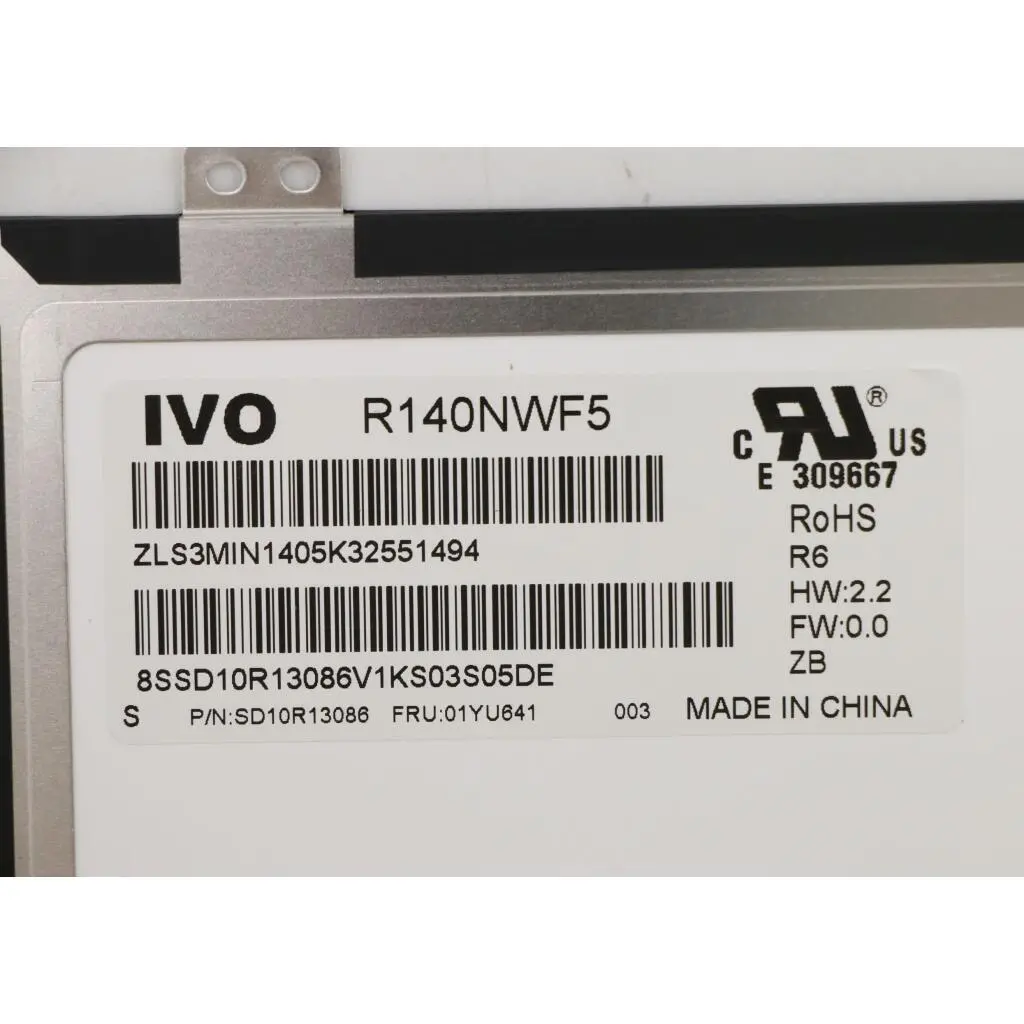 IVO R140NWF5
C RU ® US
E 309667
ZLS3MIN1405K32551494
RoHS
R6
HW:2.2
FW:0.0
ZB
8SSD10R13086V1KS03S05DE
S P/N:SD10R13086 FRU:01YU641 003 MADE IN CHINA